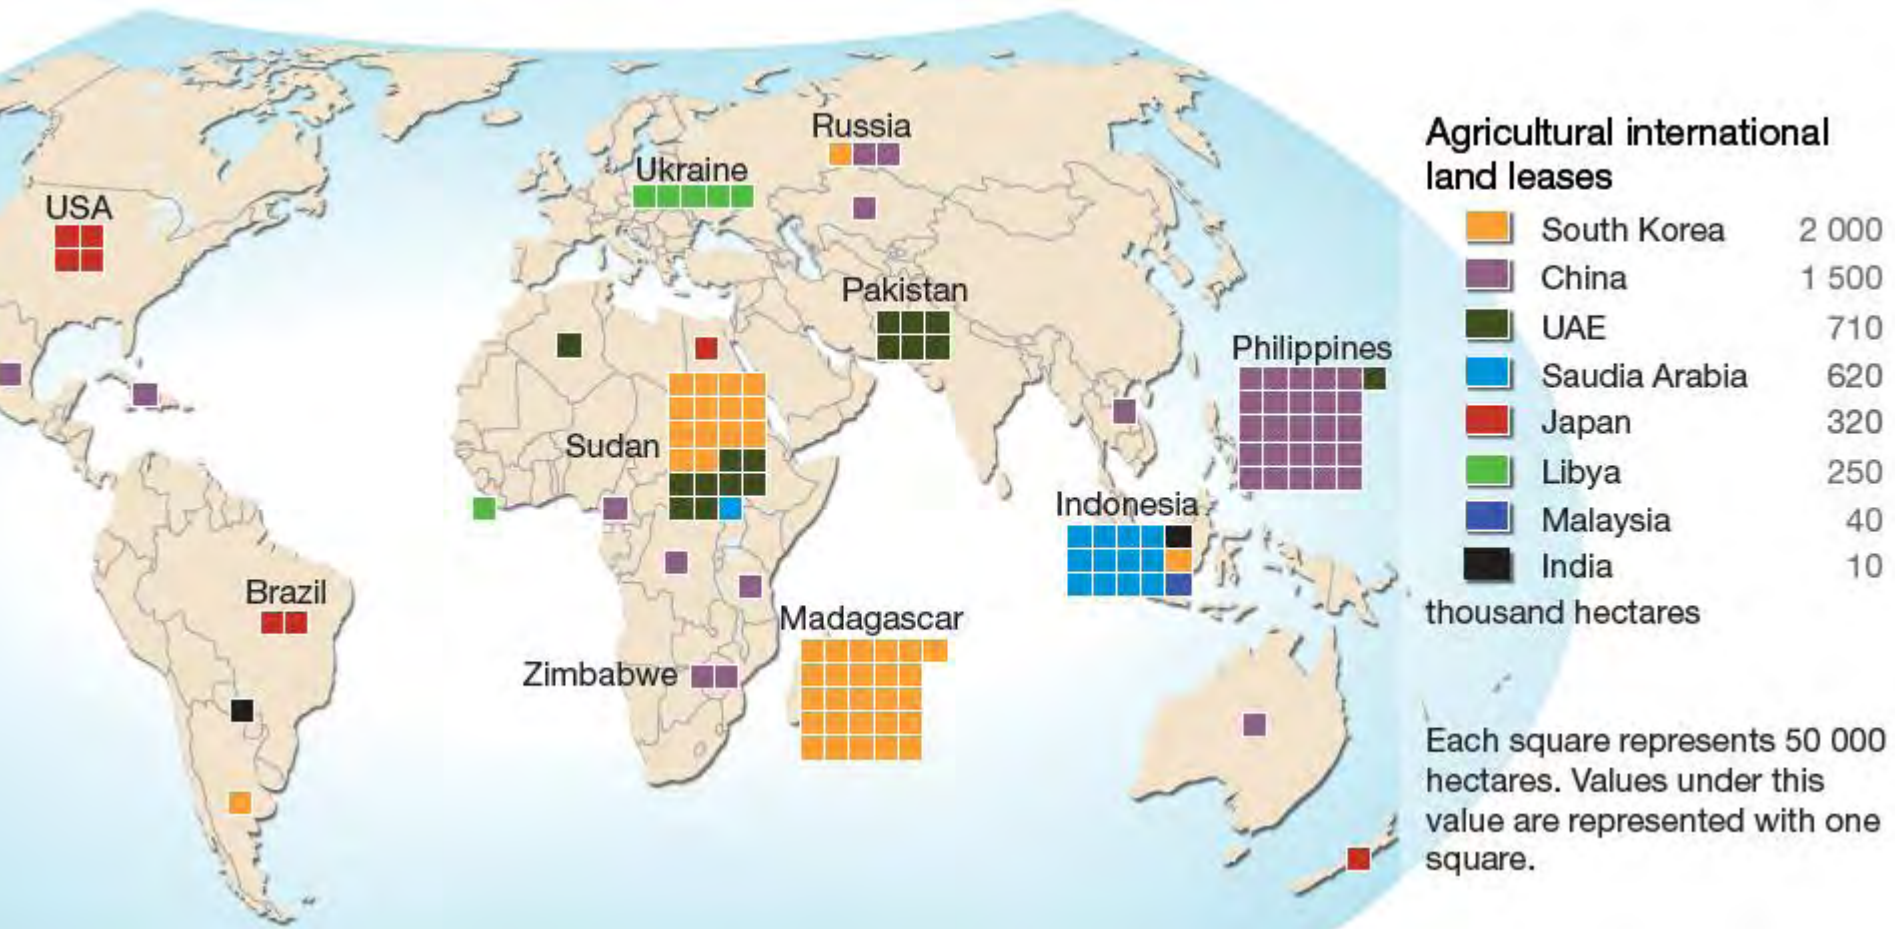 Russia
Ukraine
USA
Pakistan
Philippines
Sudan
Indonesia
Brazil
Madagascar
Zimbabwe
Agricultural international
land leases
South Korea 2 000
China 1 500
UAE 710
Saudia Arabia 620
Japan 320
Libya 250
Malaysia 40
India 10
thousand hectares
Each square represents 50 000
hectares. Values under this
value are represented with one
square.